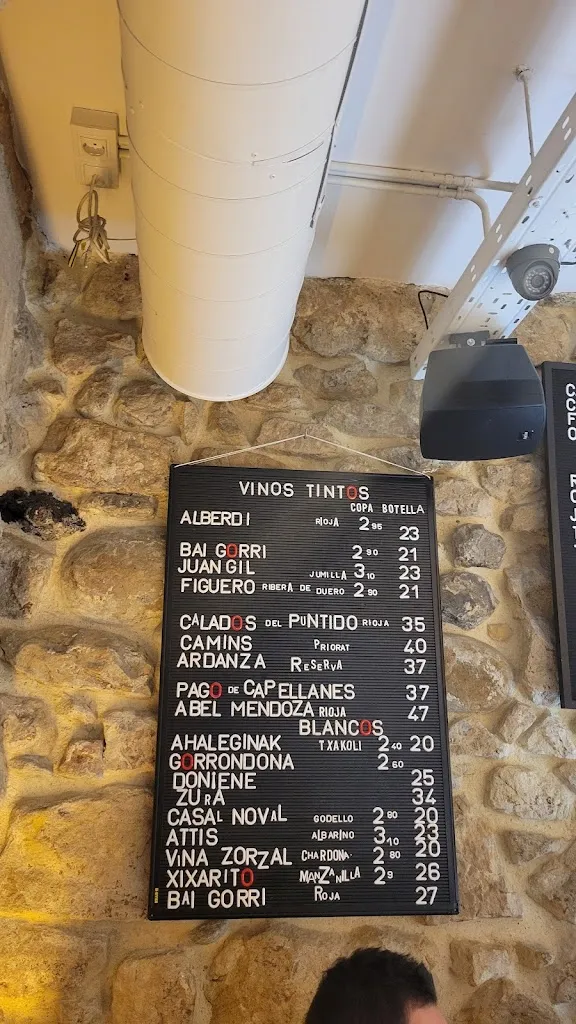 VINOS TINTOS
COPA BOTELLA
ALBERDI RIOJA 2 95 23
BAI GORRI 2 90 21
JUAN GIL JUMILLA 3 10 23
FIGUERO RIBERA DE DUERO 2 90 21
CALADOS DEL PUNTIDO RIOJA 35
CAMINS PRIORAT 40
ARDANZA RESERVA 37
PAGO DE CAPELLANES 37
ABEL MENDOZA RIOJA 47
BLANCOS
AHALEGINAK TXAKOLI 2 40 20
GORRONDONA 2 60
DONIENE 25
ZURA 34
CASAL NOVAL GODELLO 2 80 20
ATTIS ALBARINO 3 10 23
VINA ZORZAL CHARDONA. 2 80 20
XIXARITO MANZANILLA 2 9 26
BAI GORRI ROJA 27